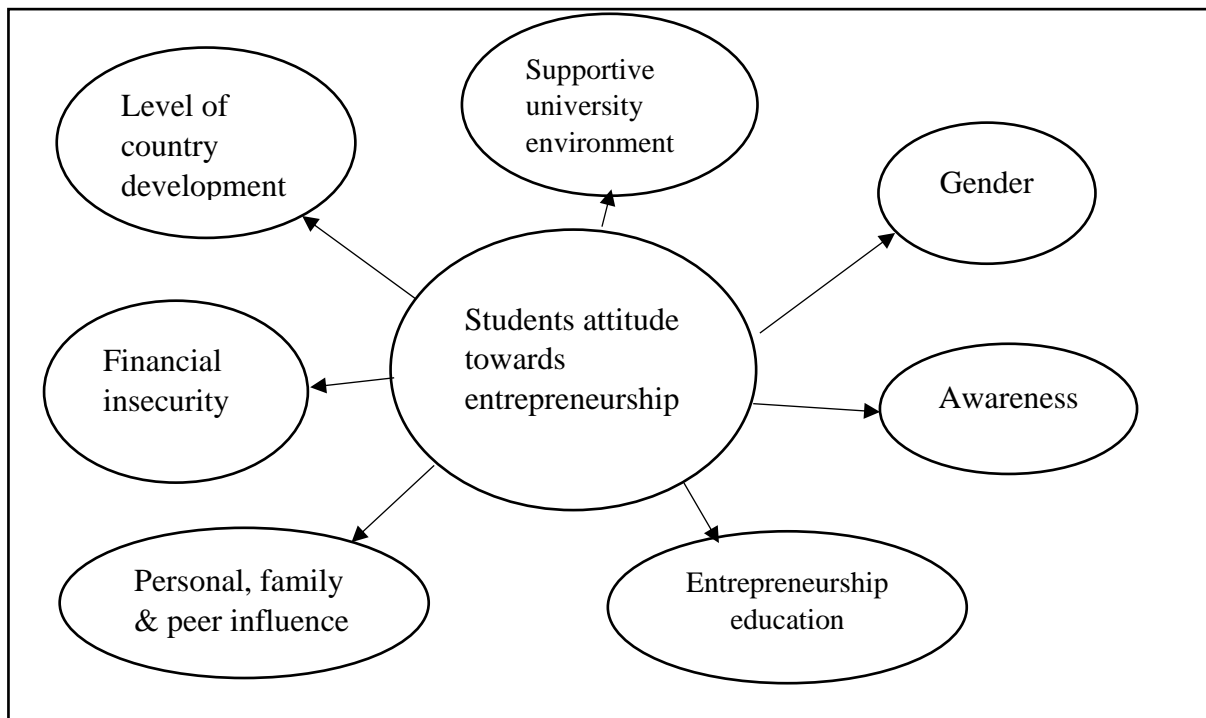 Level of
country
development
Supportive
university
environment
Gender
Financial
insecurity
Students attitude
towards
entrepreneurship
Awareness
Personal, family
& peer influence
Entrepreneurship
education